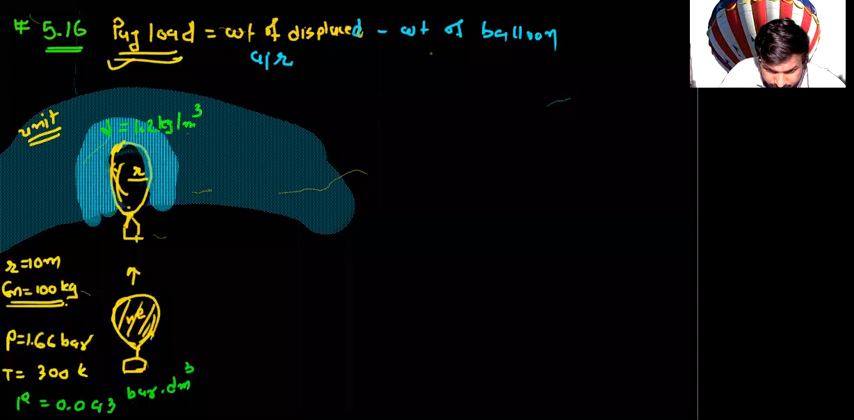 # 5.16 Pay load = wt of displaced - wt of balloon
air
unit
f = 1.2 kg/m³
r
r = 10m
m = 100 kg
He
P = 1.66 bar
T = 300 k
R = 0.083 bar.dm³